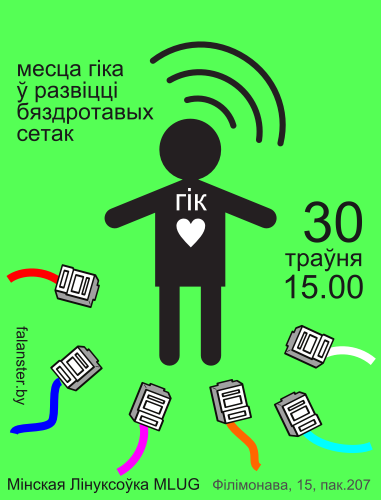 месца гіка
ў развіцці
бяздротавых
сетак
гік
30
траўня
15.00
falanster.by
Мінская Лінуксоўка MLUG Філімонава, 15, пак.207